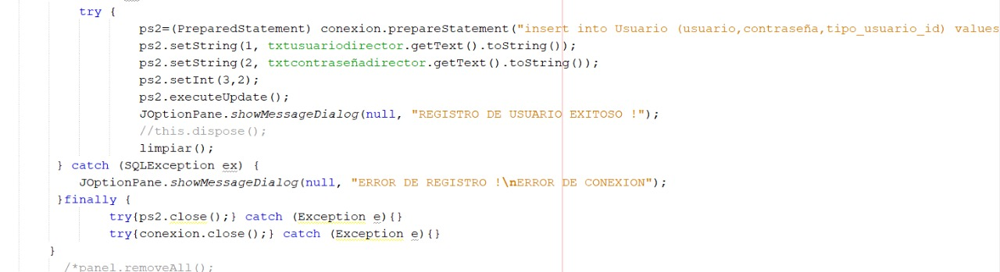 try {
ps2=(PreparedStatement) conexion.prepareStatement("insert into Usuario (usuario,contraseña,tipo_usuario_id) values
ps2.setString(1, txtusuariodirector.getText().toString());
ps2.setString(2, txtcontraseñadirector.getText().toString());
ps2.setInt(3,2);
ps2.executeUpdate();
JOptionPane.showMessageDialog(null, "REGISTRO DE USUARIO EXITOSO !");
//this.dispose();
limpiar();
} catch (SQLException ex) {
JOptionPane.showMessageDialog(null, "ERROR DE REGISTRO !\nERROR DE CONEXION");
}finally {
try{ps2.close();} catch (Exception e){}
try{conexion.close();} catch (Exception e){}
}
/*panel.removeAll();